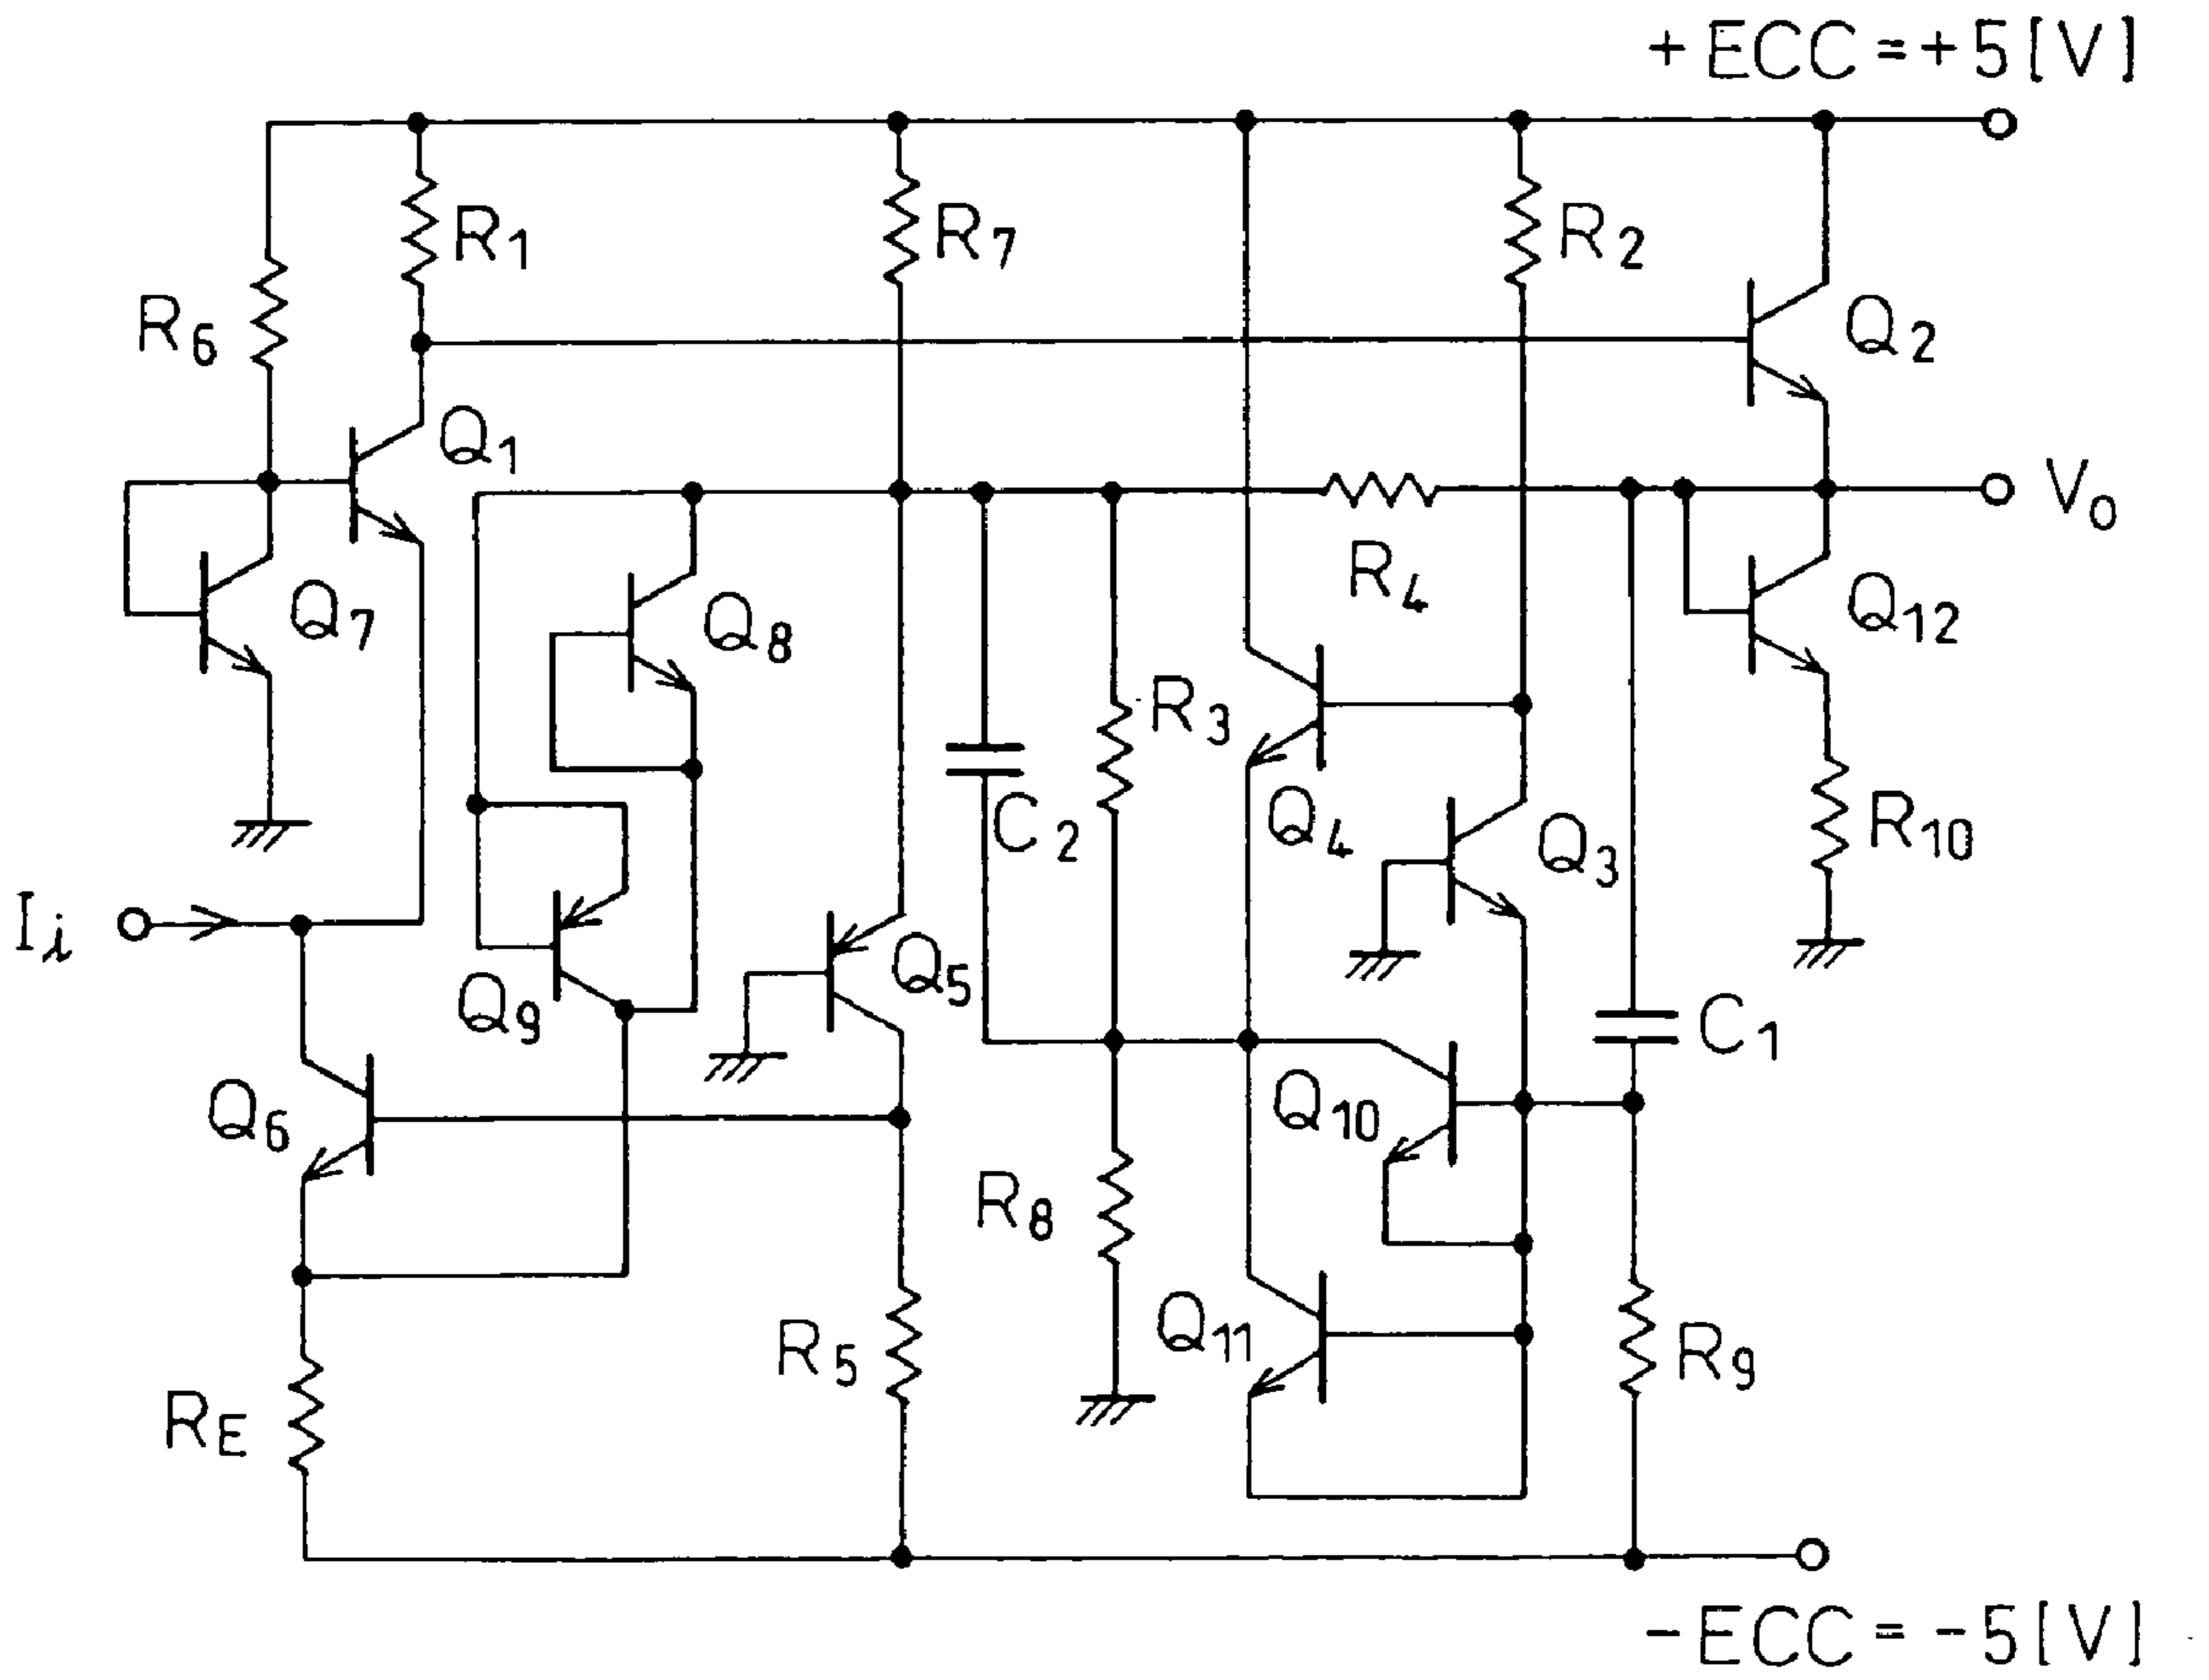 +ECC=+5[V]
R1
R7
R2
R6
Q2
Q1
Vo
R4
Q7
Q8
Q12
R3
C2
Q4
Q3
R10
Ii
Q9
Q5
C1
Q6
Q10
R8
Q11
R5
R9
RE
-ECC=-5[V]